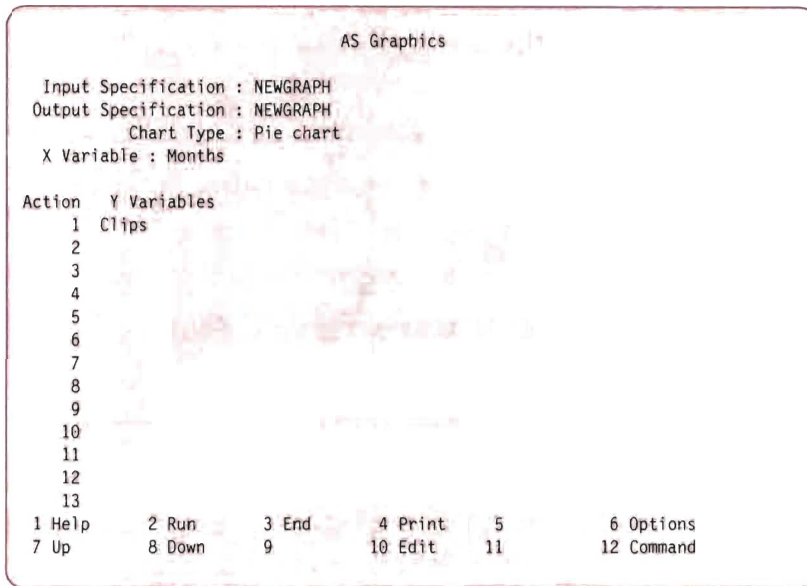 AS Graphics
Input Specification : NEWGRAPH
Output Specification : NEWGRAPH
Chart Type : Pie chart
X Variable : Months
Action Y Variables
1 Clips
2
3
4
5
6
7
8
9
10
11
12
13
1 Help 2 Run 3 End 4 Print 5 6 Options
7 Up 8 Down 9 10 Edit 11 12 Command